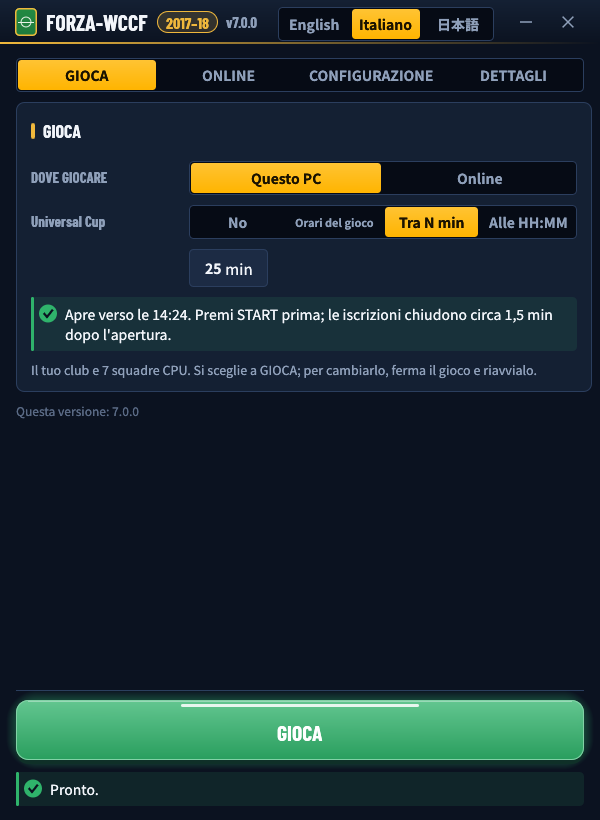 FORZA-WCCF 2017–18 v7.0.0 English Italiano 日本語
GIOCA ONLINE CONFIGURAZIONE DETTAGLI
GIOCA
DOVE GIOCARE Questo PC Online
Universal Cup No Orari del gioco Tra N min Alle HH:MM
25 min
Apre verso le 14:24. Premi START prima; le iscrizioni chiudono circa 1,5 min
dopo l'apertura.
Il tuo club e 7 squadre CPU. Si sceglie a GIOCA; per cambiarlo, ferma il gioco e riavvialo.
Questa versione: 7.0.0
GIOCA
Pronto.